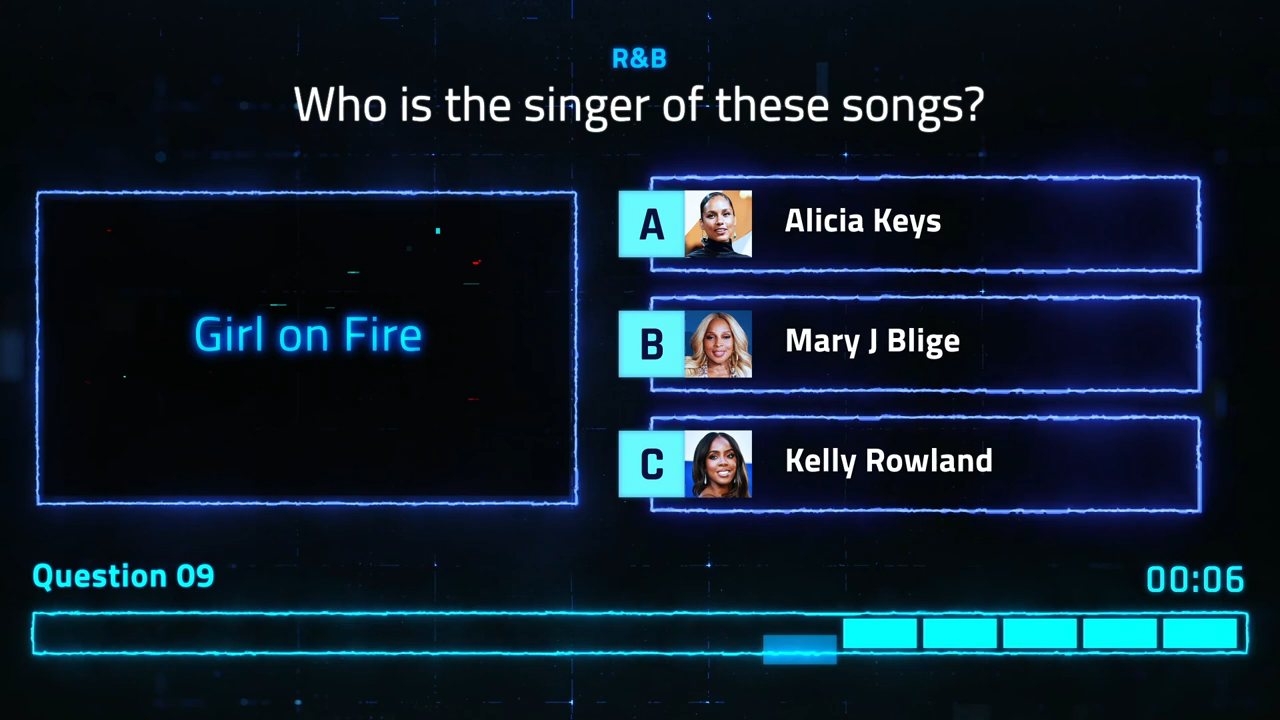 R&B
Who is the singer of these songs?
Girl on Fire
A Alicia Keys
B Mary J Blige
C Kelly Rowland
Question 09
00:06